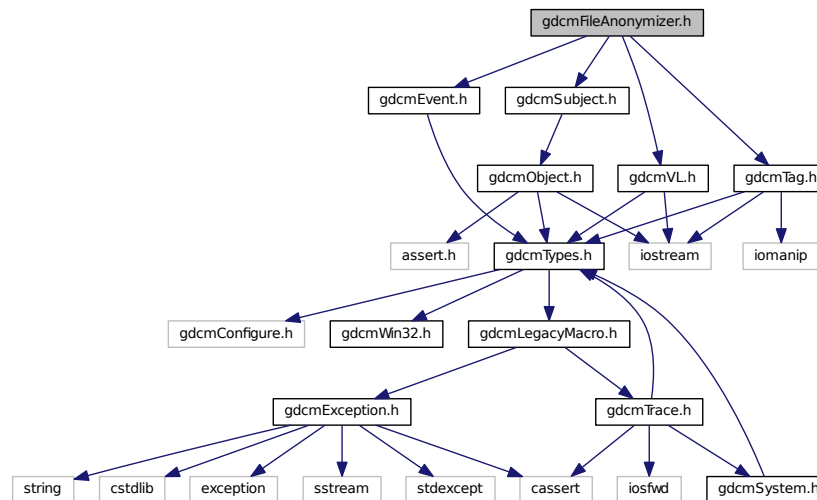 gdcmFileAnonymizer.h
gdcmEvent.h
gdcmSubject.h
gdcmObject.h
gdcmVL.h
gdcmTag.h
assert.h
gdcmTypes.h
iostream
iomanip
gdcmConfigure.h
gdcmWin32.h
gdcmLegacyMacro.h
gdcmException.h
gdcmTrace.h
string
cstdlib
exception
sstream
stdexcept
cassert
iosfwd
gdcmSystem.h